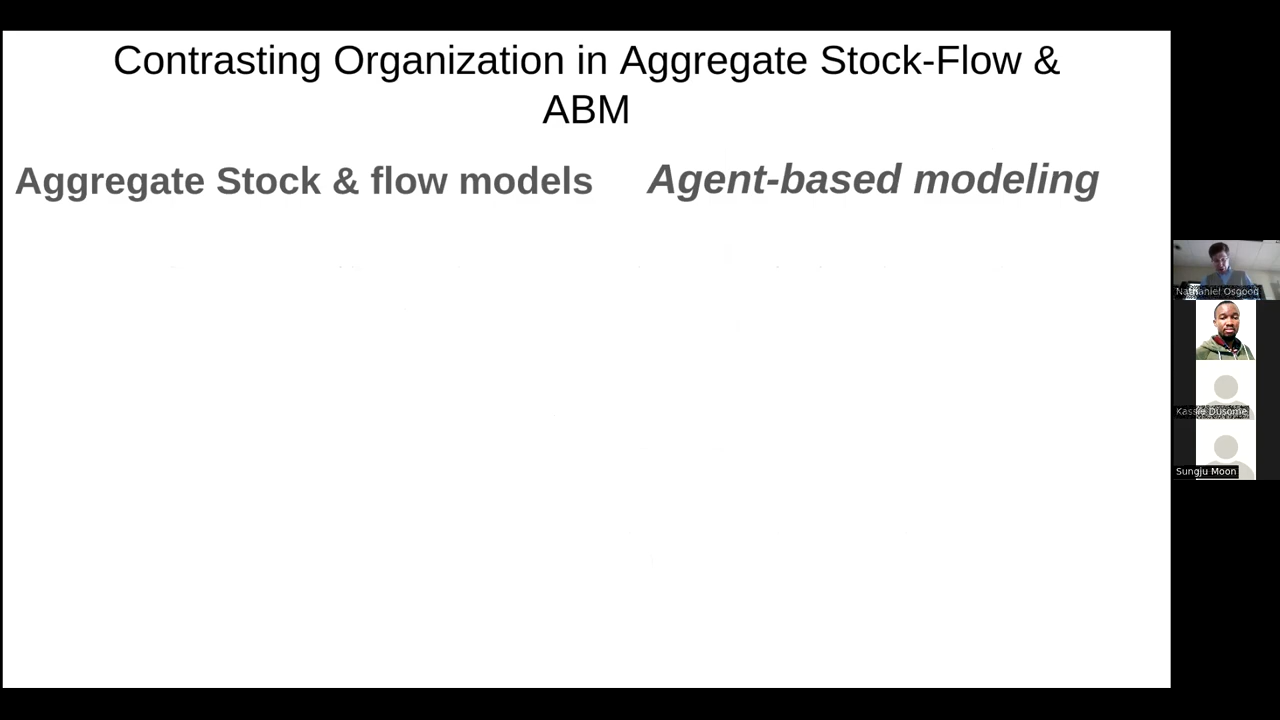 Contrasting Organization in Aggregate Stock-Flow &
ABM
Aggregate Stock & flow models
Agent-based modeling
Nathaniel Osgood
Kassie Dusome
Sungju Moon